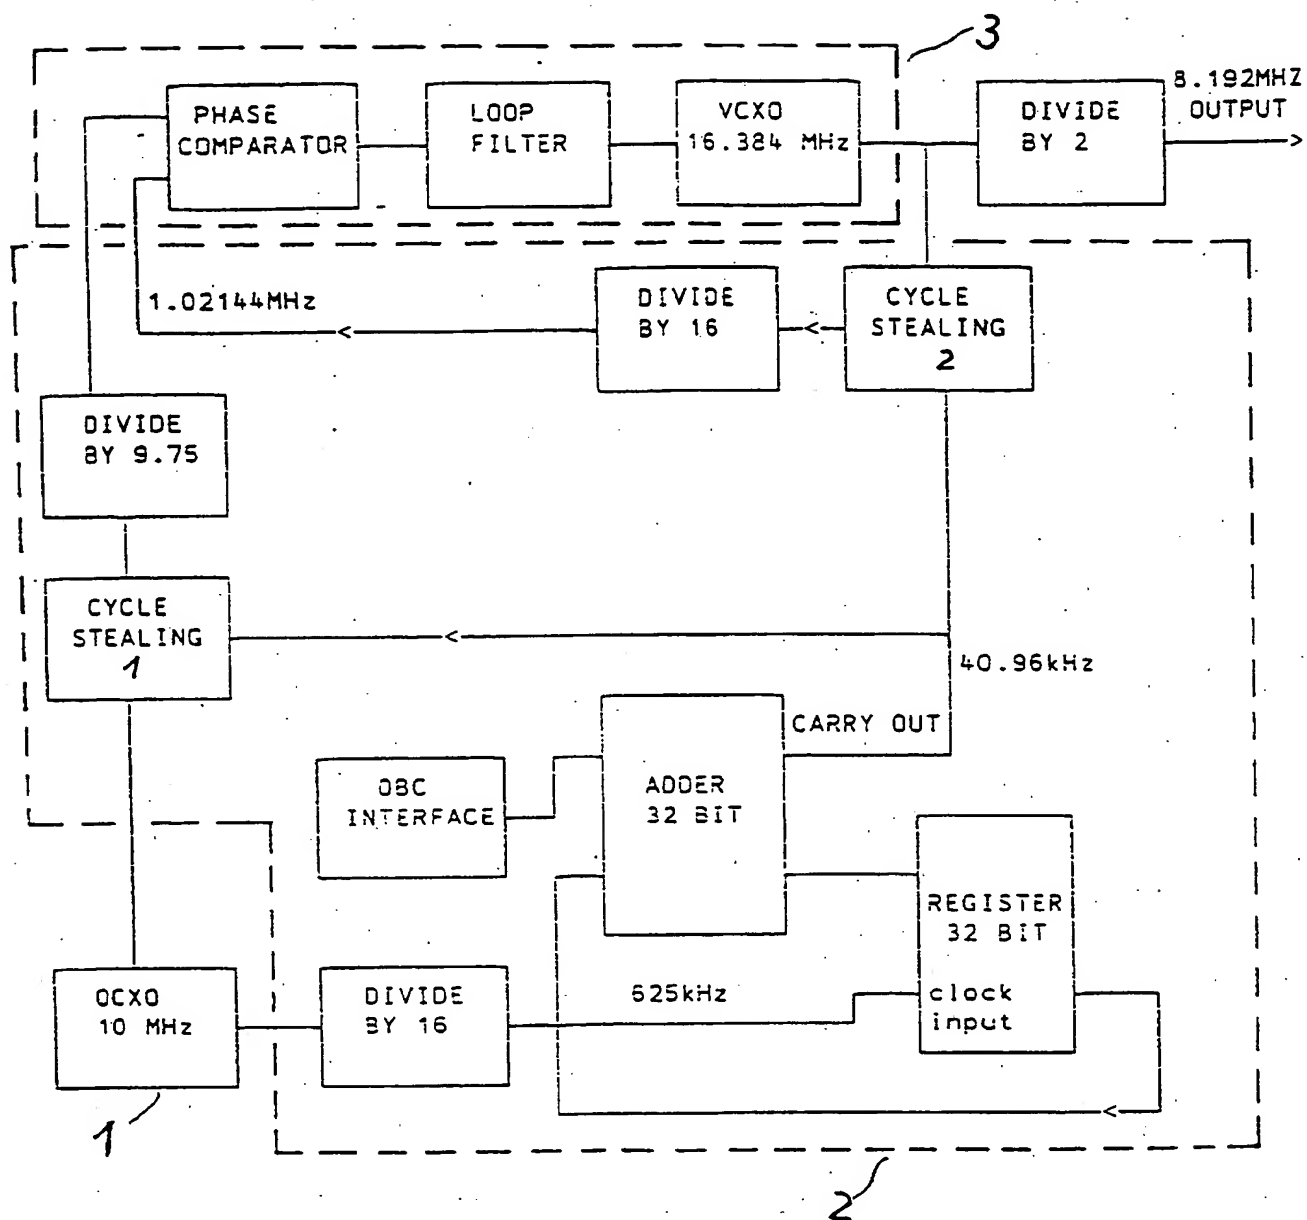 3
PHASE
COMPARATOR
LOOP
FILTER
VCXO
16.384 MHz
DIVIDE
BY 2
8.192MHZ
OUTPUT
1.02144MHz
DIVIDE
BY 16
CYCLE
STEALING
2
DIVIDE
BY 9.75
CYCLE
STEALING
1
40.96kHz
CARRY OUT
OBC
INTERFACE
ADDER
32 BIT
REGISTER
32 BIT
clock
input
OCXO
10 MHz
DIVIDE
BY 16
625kHz
1
2